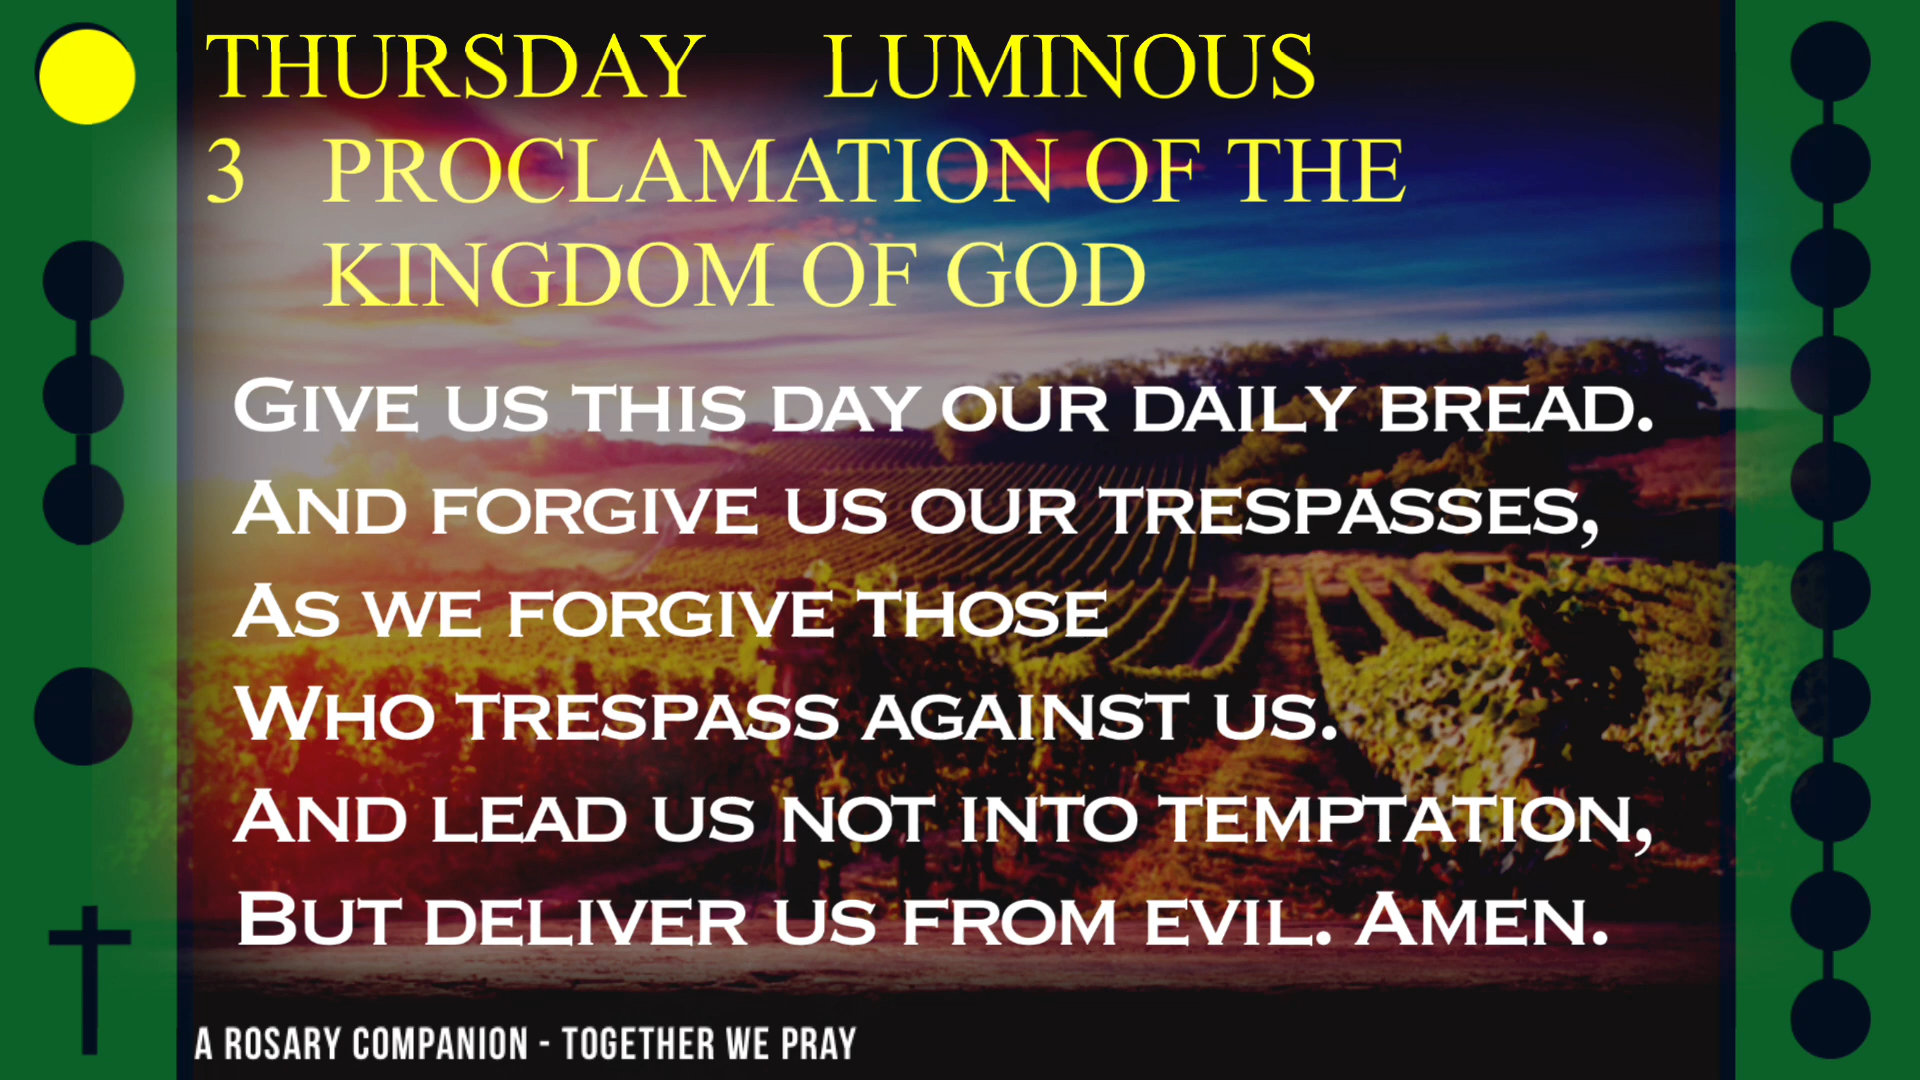 THURSDAY LUMINOUS
3 PROCLAMATION OF THE
KINGDOM OF GOD
GIVE US THIS DAY OUR DAILY BREAD.
AND FORGIVE US OUR TRESPASSES,
AS WE FORGIVE THOSE
WHO TRESPASS AGAINST US.
AND LEAD US NOT INTO TEMPTATION,
BUT DELIVER US FROM EVIL. AMEN.
A ROSARY COMPANION - TOGETHER WE PRAY